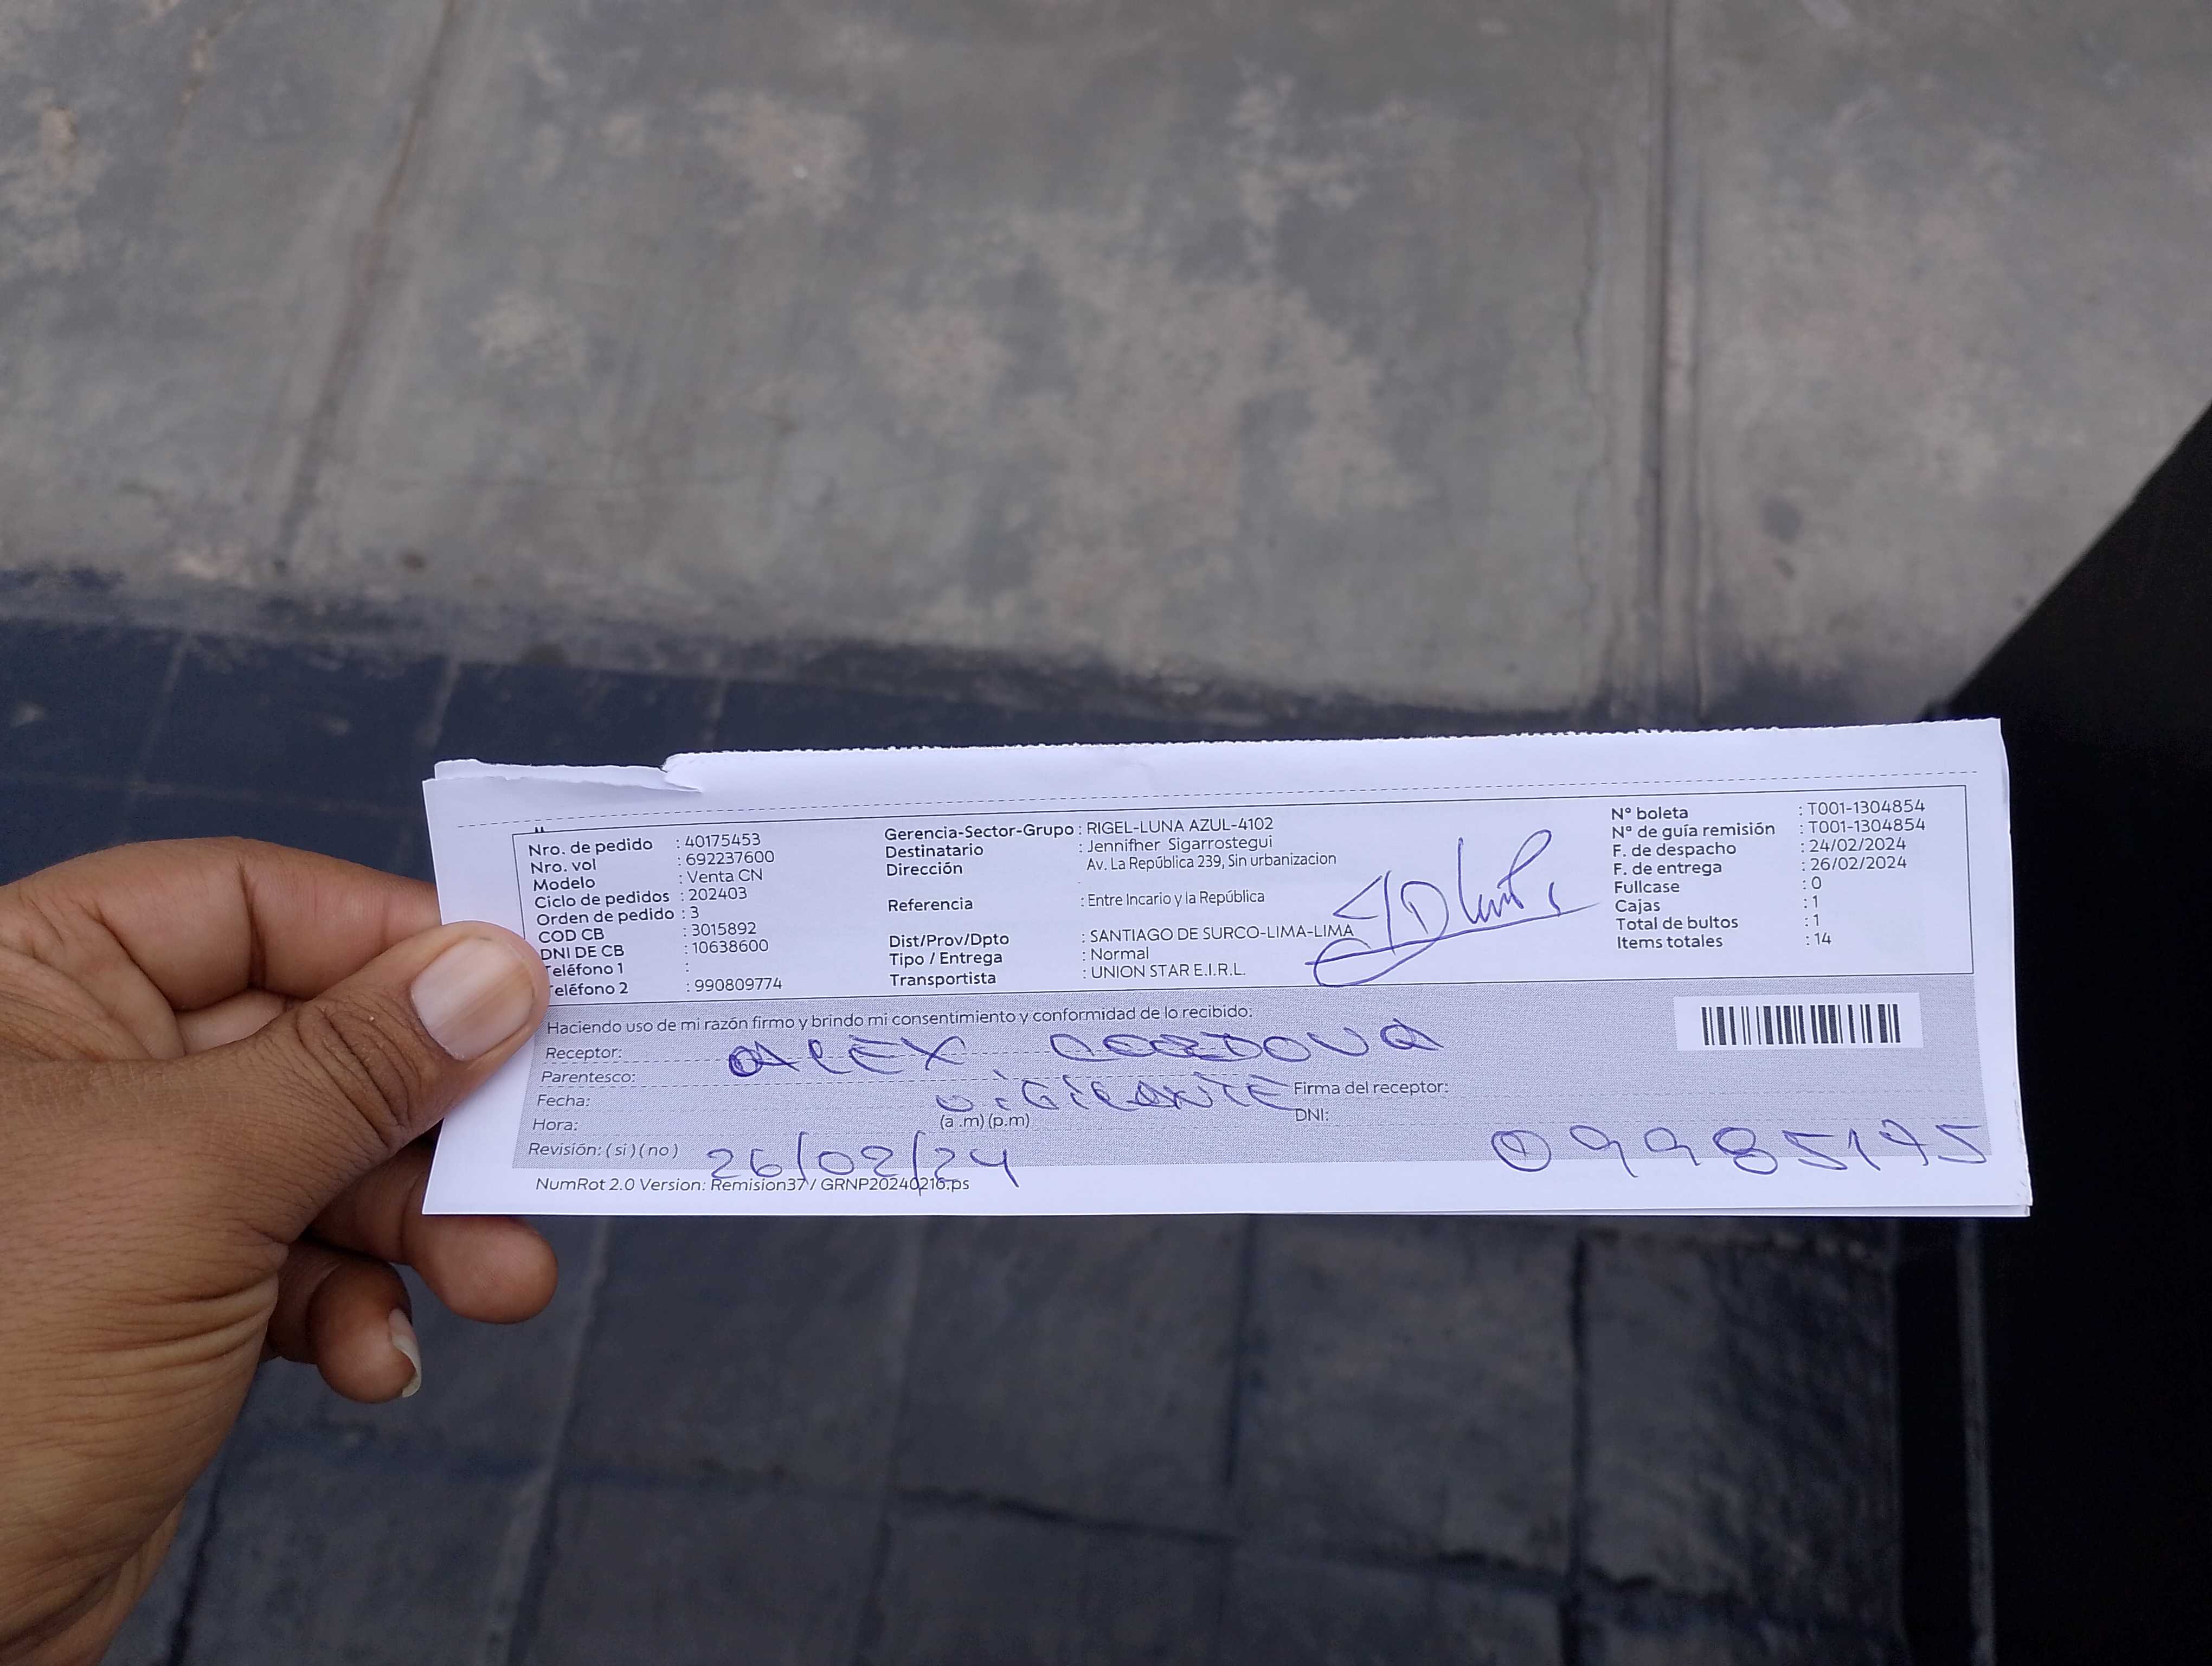 Nro. de pedido : 40175453
Nro. vol : 692237600
Modelo : Venta CN
Ciclo de pedidos : 202403
Orden de pedido : 3
COD CB : 3015892
DNI DE CB : 10638600
Teléfono 1 :
Teléfono 2 : 990809774
Gerencia-Sector-Grupo : RIGEL-LUNA AZUL-4102
Destinatario : Jennifher Sigarrostegui
Dirección Av. La República 239, Sin urbanizacion
Referencia : Entre Incario y la República
Dist/Prov/Dpto : SANTIAGO DE SURCO-LIMA-LIMA
Tipo / Entrega : Normal
Transportista : UNION STAR E.I.R.L.
N° boleta : T001-1304854
N° de guía remisión : T001-1304854
F. de despacho : 24/02/2024
F. de entrega : 26/02/2024
Fullcase : 0
Cajas : 1
Total de bultos : 1
Items totales : 14
Haciendo uso de mi razón firmo y brindo mi consentimiento y conformidad de lo recibido:
Receptor: ALEX CORDOVA
Parentesco: ViGiLANTE
Fecha: Firma del receptor:
Hora: (a .m) (p.m) DNI:
Revisión: ( si ) ( no ) 26/02/24 09985175
NumRot 2.0 Version: Remision37 / GRNP20240216.ps